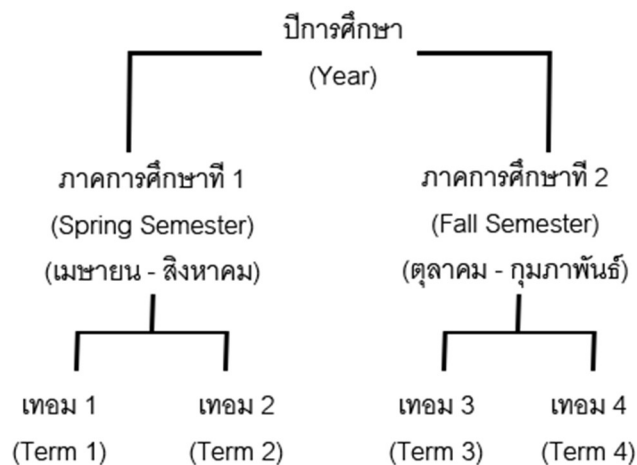 ปีการศึกษา
(Year)
ภาคการศึกษาที่ 1
(Spring Semester)
(เมษายน - สิงหาคม)
ภาคการศึกษาที่ 2
(Fall Semester)
(ตุลาคม - กุมภาพันธ์)
เทอม 1
(Term 1)
เทอม 2
(Term 2)
เทอม 3
(Term 3)
เทอม 4
(Term 4)